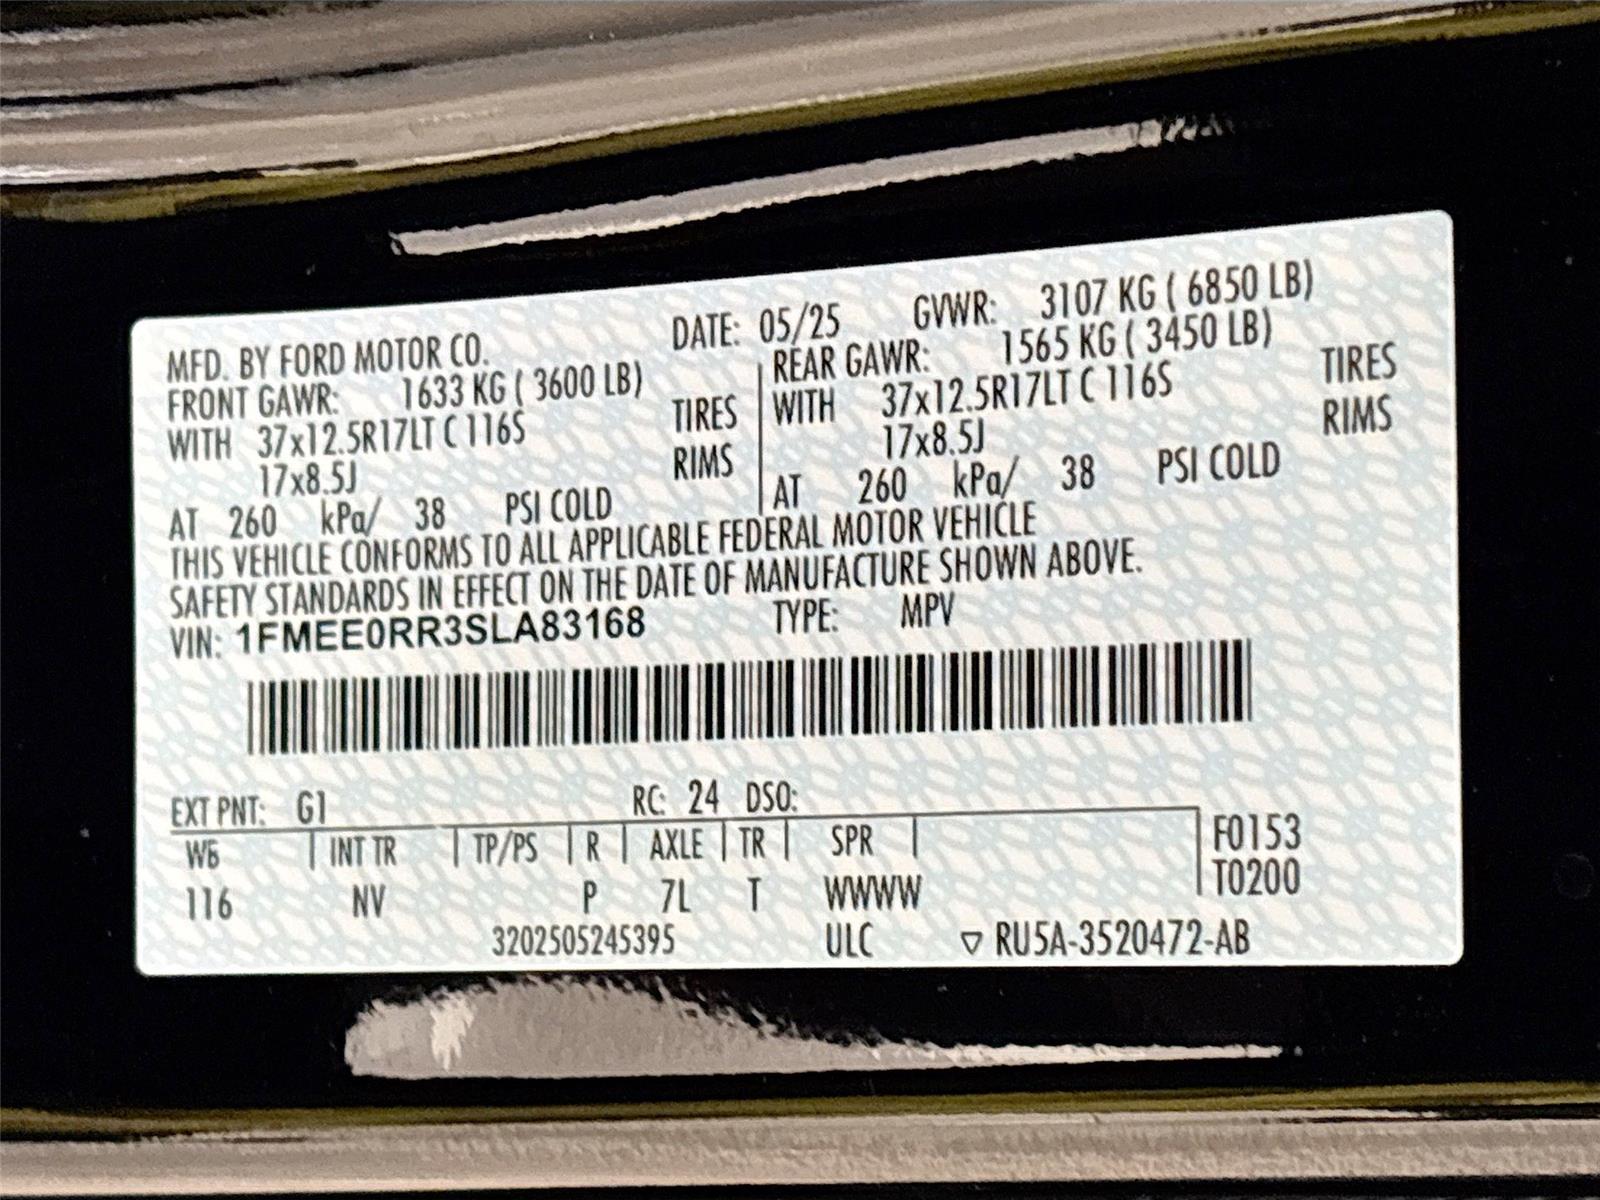 MFD. BY FORD MOTOR CO. DATE: 05/25 GVWR: 3107 KG ( 6850 LB)
FRONT GAWR: 1633 KG ( 3600 LB) REAR GAWR: 1565 KG ( 3450 LB)
WITH 37x12.5R17LT C 116S TIRES WITH 37x12.5R17LT C 116S TIRES
17x8.5J RIMS 17x8.5J RIMS
AT 260 kPa/ 38 PSI COLD AT 260 kPa/ 38 PSI COLD
THIS VEHICLE CONFORMS TO ALL APPLICABLE FEDERAL MOTOR VEHICLE
SAFETY STANDARDS IN EFFECT ON THE DATE OF MANUFACTURE SHOWN ABOVE.
VIN: 1FMEE0RR3SLA83168 TYPE: MPV
EXT PNT: G1 RC: 24 DSO:
WB INT TR TP/PS R AXLE TR SPR F0153
116 NV P 7L T WWWW T0200
3202505245395 ULC ▽ RU5A-3520472-AB